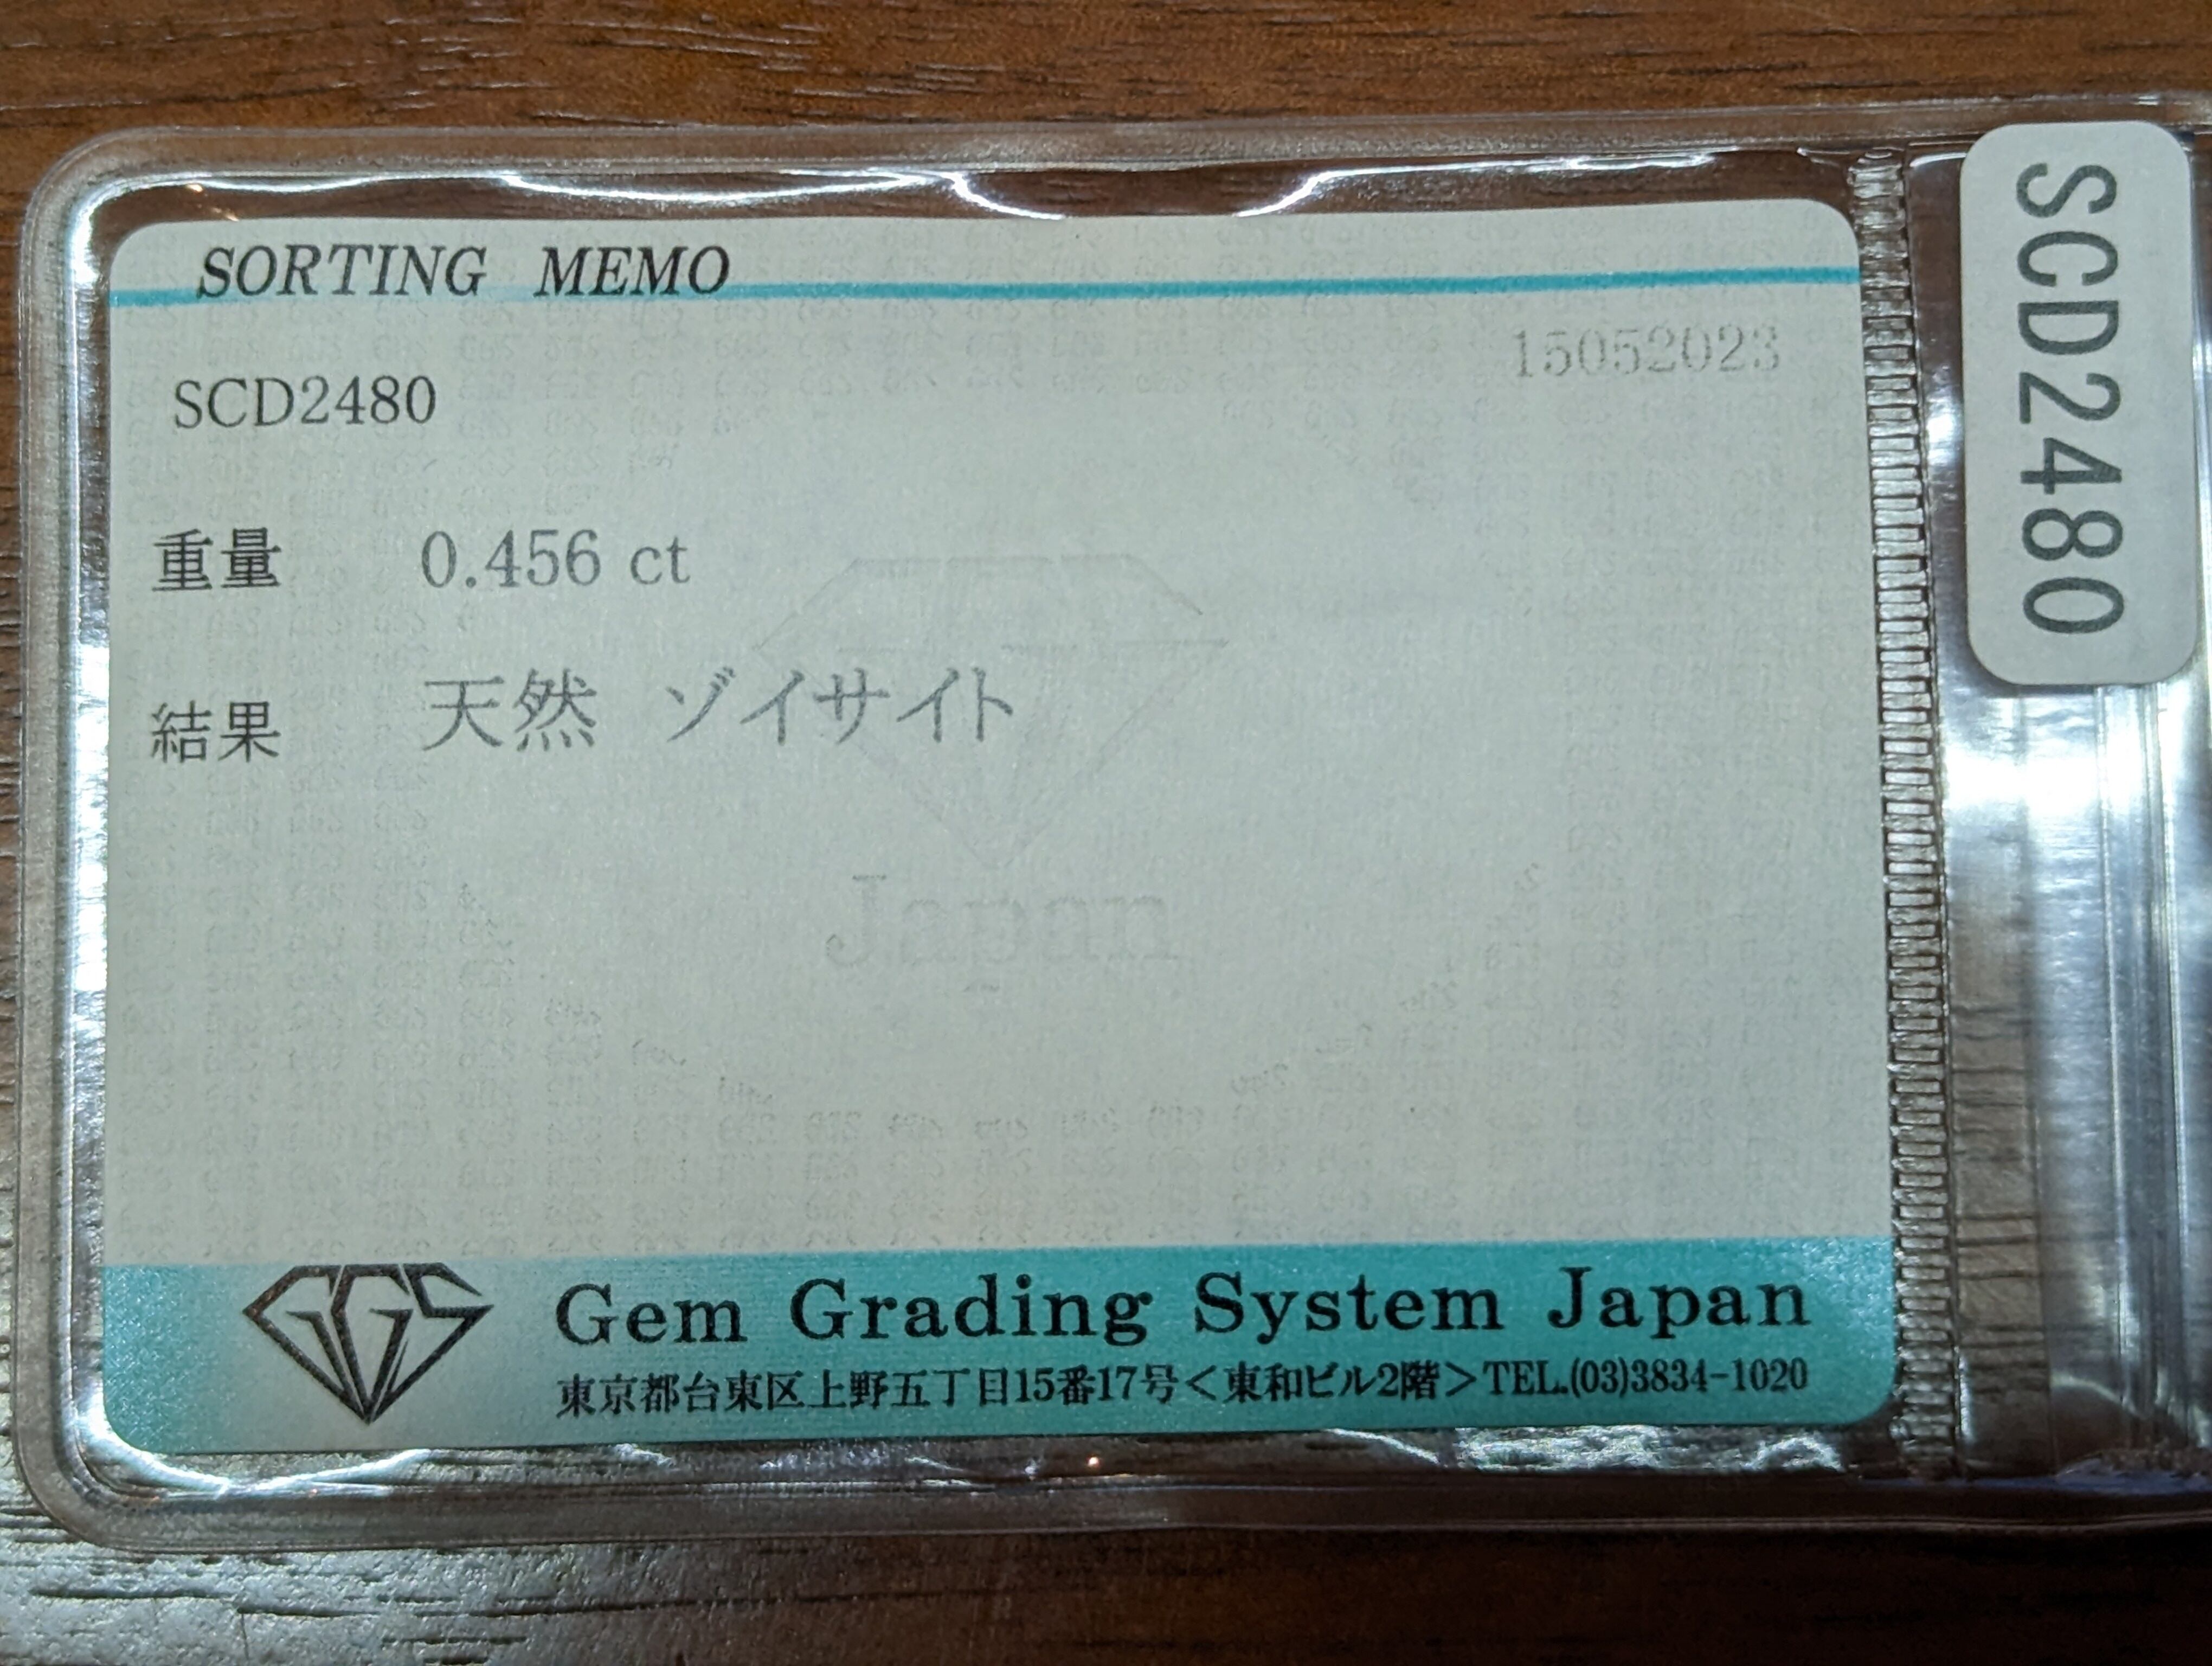 SORTING MEMO
15052023
SCD2480
重量 0.456 ct
結果 天然 ゾイサイト
Japan
GGS Gem Grading System Japan
東京都台東区上野五丁目15番17号<東和ビル2階>TEL.(03)3834-1020
SCD2480